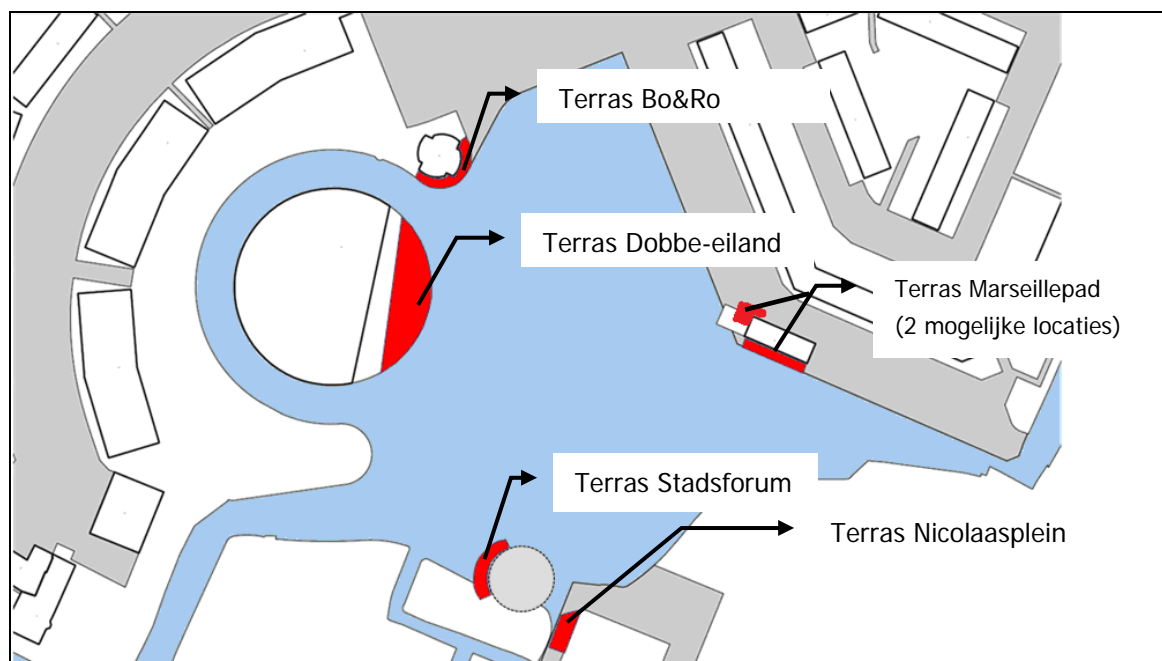 Terras Bo&Ro
Terras Dobbe-eiland
Terras Marseillepad
(2 mogelijke locaties)
Terras Stadsforum
Terras Nicolaasplein